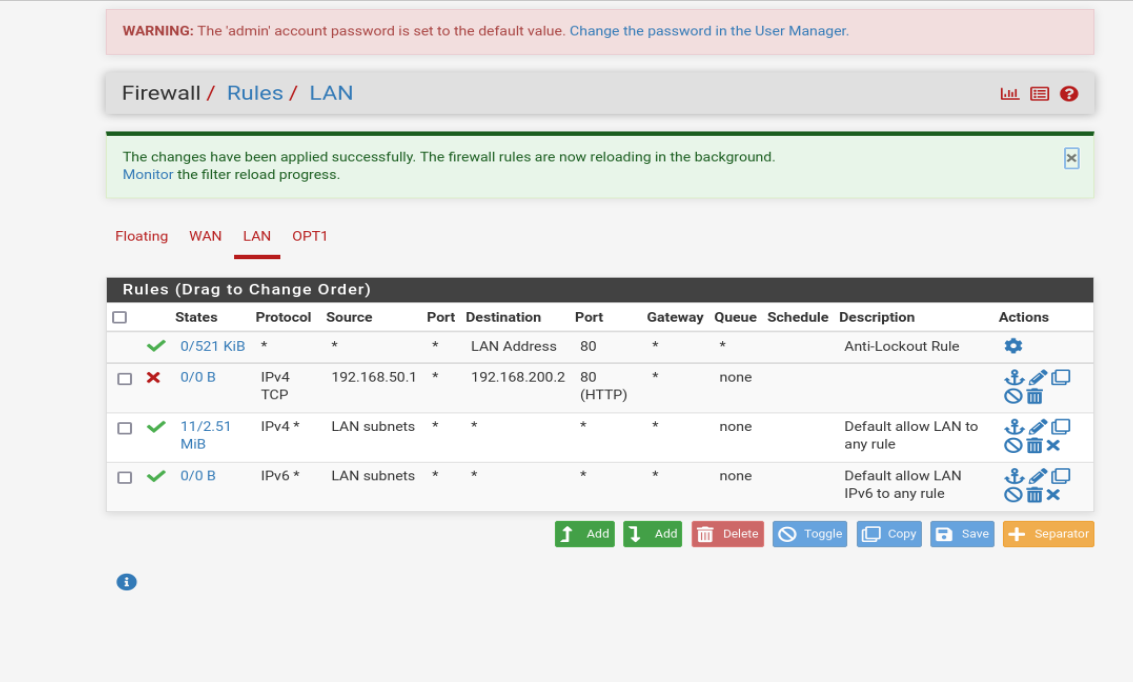 WARNING: The 'admin' account password is set to the default value. Change the password in the User Manager.
Firewall / Rules / LAN
The changes have been applied successfully. The firewall rules are now reloading in the background.
Monitor the filter reload progress.
Floating WAN LAN OPT1
Rules (Drag to Change Order)
States Protocol Source Port Destination Port Gateway Queue Schedule Description Actions
0/521 KiB * * * LAN Address 80 * * Anti-Lockout Rule
0/0 B IPv4 TCP 192.168.50.1 * 192.168.200.2 80 (HTTP) * none
11/2.51 MiB IPv4 * LAN subnets * * * * none Default allow LAN to any rule
0/0 B IPv6 * LAN subnets * * * * none Default allow LAN IPv6 to any rule
Add Add Delete Toggle Copy Save Separator